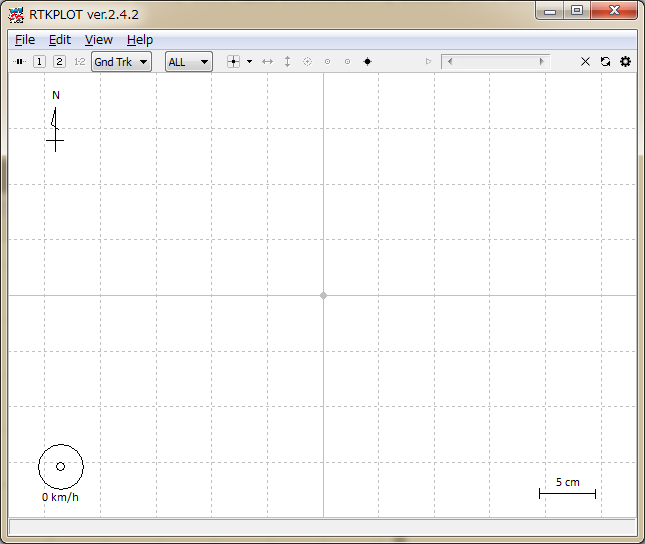 RTKPLOT ver.2.4.2
File Edit View Help
1 2 1-2 Gnd Trk ALL
N
5 cm
0 km/h